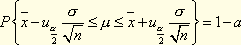 P{x̄ - u_{α/2} σ/√n ≤ μ ≤ x̄ + u_{α/2} σ/√n} = 1 - a